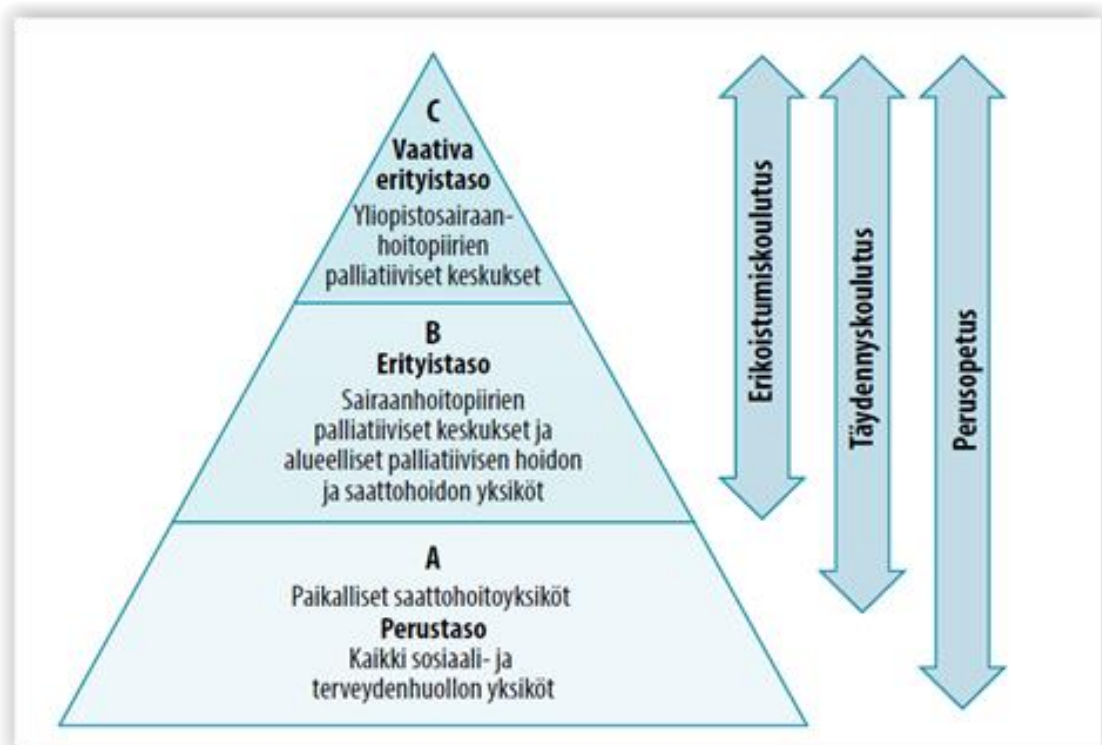 C
Vaativa
erityistaso
Yliopistosairaan-
hoitopiirien
palliatiiviset keskukset
B
Erityistaso
Sairaanhoitopiirien
palliatiiviset keskukset ja
alueelliset palliatiivisen hoidon
ja saattohoidon yksiköt
A
Paikalliset saattohoitoyksiköt
Perustaso
Kaikki sosiaali- ja
terveydenhuollon yksiköt
Erikoistumiskoulutus
Täydennyskoulutus
Perusopetus